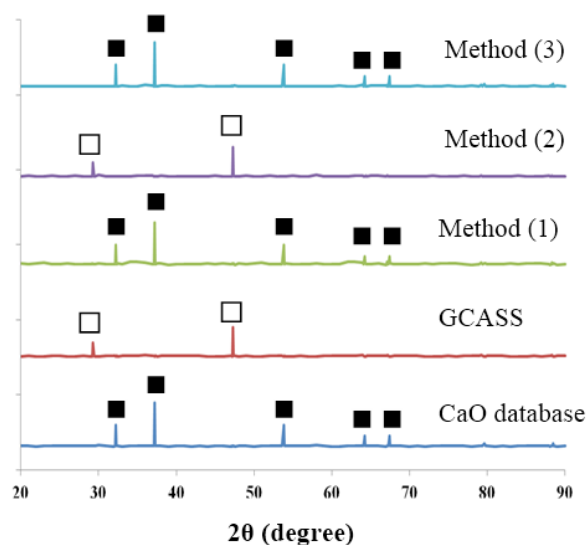 Method (3)
Method (2)
Method (1)
GCASS
CaO database
20 30 40 50 60 70 80 90
2θ (degree)